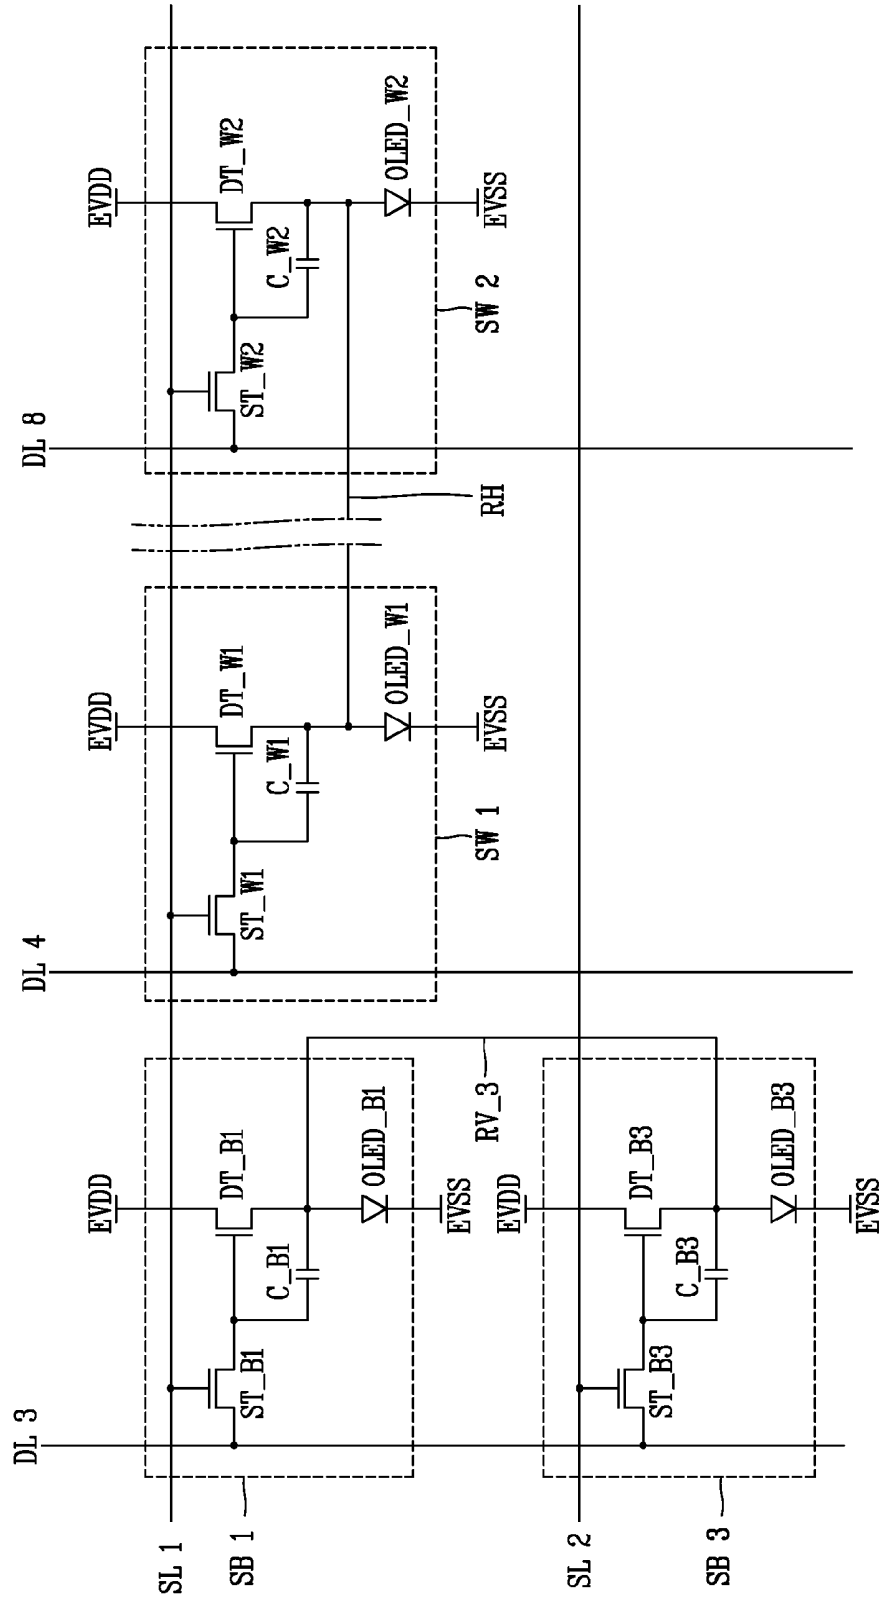 DL 3
DL 4
DL 8
EVDD
EVDD
EVDD
SL 1
ST_B1
DT_B1
ST_W1
DT_W1
ST_W2
DT_W2
C_B1
C_W1
C_W2
OLED_B1
OLED_W1
OLED_W2
SB 1
EVSS
RV_3
SW 1
EVSS
RH
SW 2
EVSS
EVDD
SL 2
ST_B3
DT_B3
C_B3
OLED_B3
SB 3
EVSS